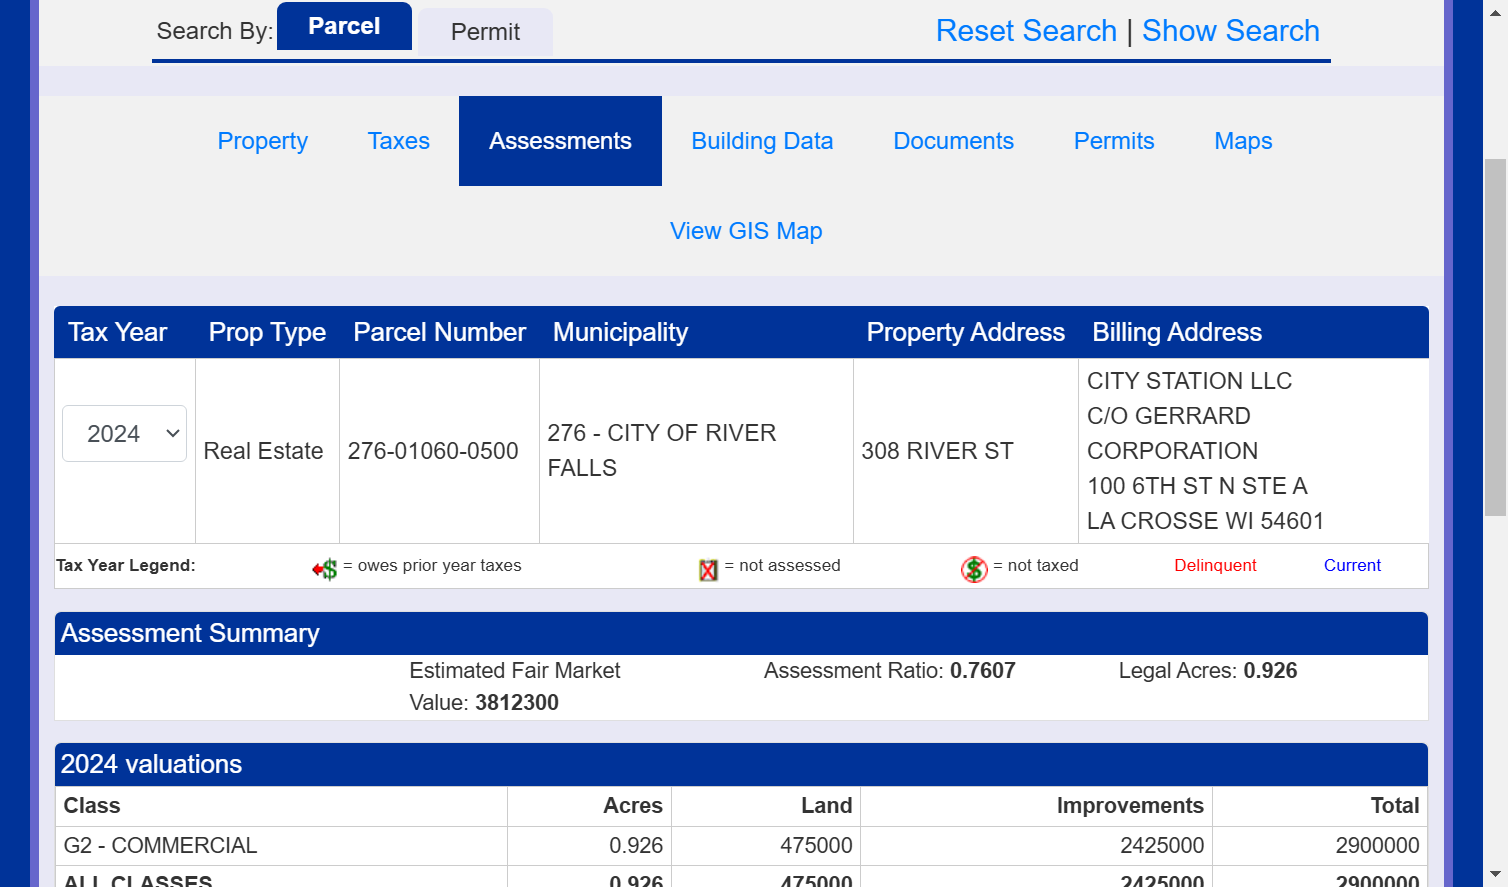 Search By: Parcel Permit Reset Search | Show Search
Property Taxes Assessments Building Data Documents Permits Maps
View GIS Map
Tax Year Prop Type Parcel Number Municipality Property Address Billing Address
2024 Real Estate 276-01060-0500 276 - CITY OF RIVER FALLS 308 RIVER ST CITY STATION LLC
C/O GERRARD
CORPORATION
100 6TH ST N STE A
LA CROSSE WI 54601
Tax Year Legend: = owes prior year taxes = not assessed = not taxed Delinquent Current
Assessment Summary
Estimated Fair Market Value: 3812300 Assessment Ratio: 0.7607 Legal Acres: 0.926
2024 valuations
Class Acres Land Improvements Total
G2 - COMMERCIAL 0.926 475000 2425000 2900000
ALL CLASSES 0.926 475000 2425000 2900000